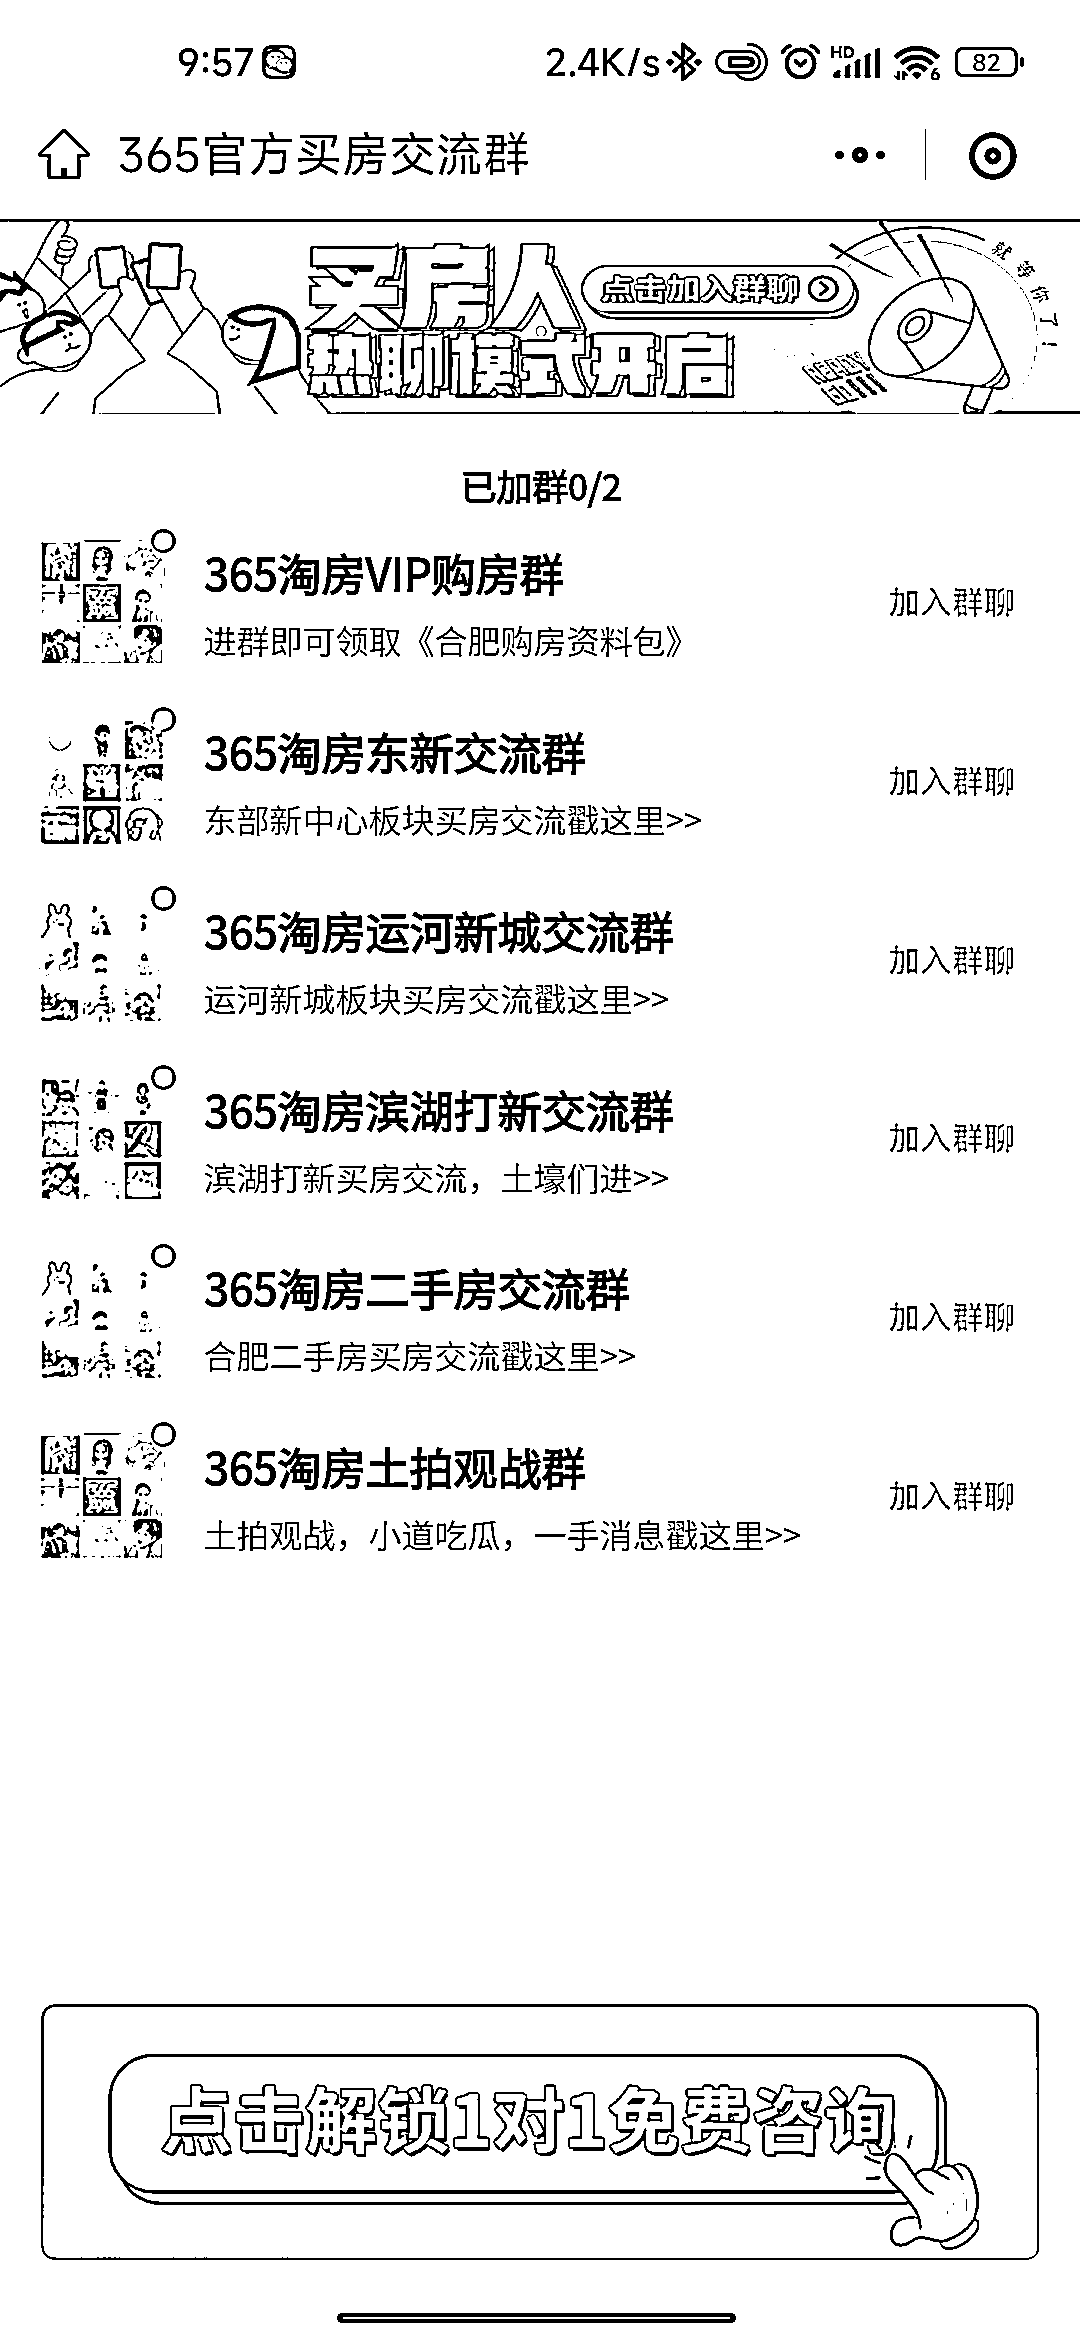 9:57 2.4K/s HD 6 82
365官方买房交流群
买房人 点击加入群聊
热聊模式开启
就等你了!
READY
已加群0/2
365淘房VIP购房群
进群即可领取《合肥购房资料包》
加入群聊
365淘房东新交流群
东部新中心板块买房交流戳这里>>
加入群聊
365淘房运河新城交流群
运河新城板块买房交流戳这里>>
加入群聊
365淘房滨湖打新交流群
滨湖打新买房交流，土壕们进>>
加入群聊
365淘房二手房交流群
合肥二手房买房交流戳这里>>
加入群聊
365淘房土拍观战群
土拍观战，小道吃瓜，一手消息戳这里>>
加入群聊
点击解锁1对1免费咨询